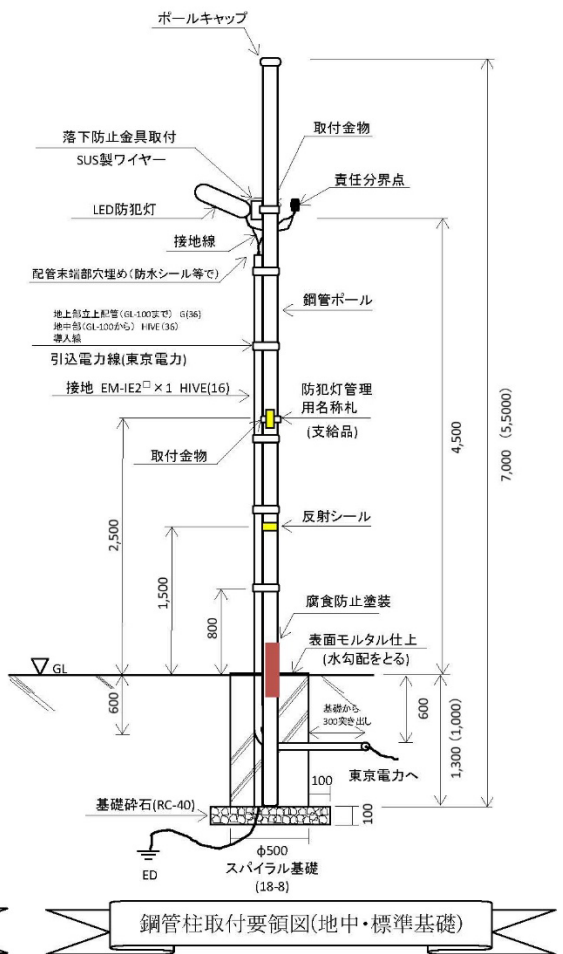 ポールキャップ
落下防止金具取付
SUS製ワイヤー
取付金物
責任分界点
LED防犯灯
接地線
配管末端部穴埋め(防水シール等で)
鋼管ポール
地上部立上配管(GL-100まで) G(36)
地中部(GL-100から) HIVE(36)
導入線
引込電力線(東京電力)
接地 EM-IE2□×1 HIVE(16)
防犯灯管理
用名称札
(支給品)
取付金物
4,500
7,000 (5,5000)
2,500
反射シール
1,500
800
腐食防止塗装
表面モルタル仕上
(水勾配をとる)
GL
600
基礎から
300突き出し
600
1,300 (1,000)
東京電力へ
100
基礎砕石(RC-40)
100
φ500
ED
スパイラル基礎
(18-8)
鋼管柱取付要領図(地中・標準基礎)